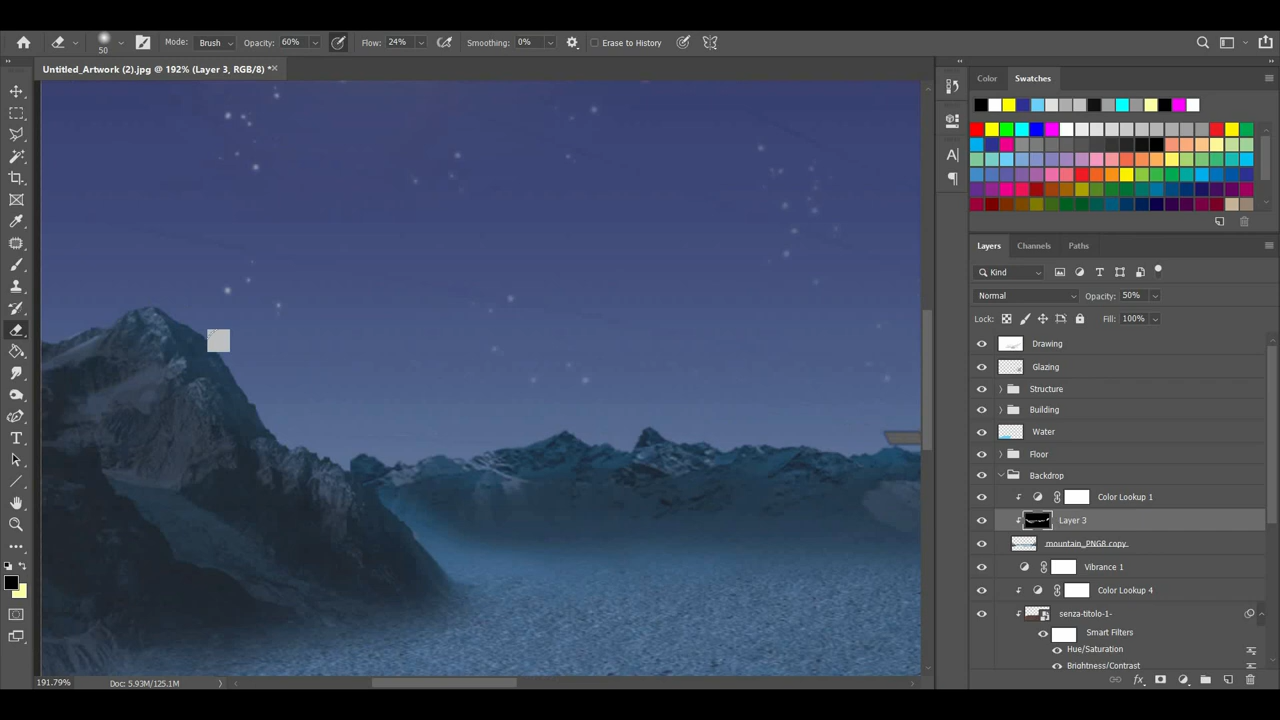 50
Mode: Brush Opacity: 60% Flow: 24% Smoothing: 0% Erase to History
Untitled_Artwork (2).jpg @ 192% (Layer 3, RGB/8) *
Color Swatches
Layers Channels Paths
Kind
Normal Opacity: 50%
Lock: Fill: 100%
Drawing
Glazing
Structure
Building
Water
Floor
Backdrop
Color Lookup 1
Layer 3
mountain_PNG8 copy
Vibrance 1
Color Lookup 4
senza-titolo-1-
Smart Filters
Hue/Saturation
Brightness/Contrast
191.79% Doc: 5.93M/125.1M